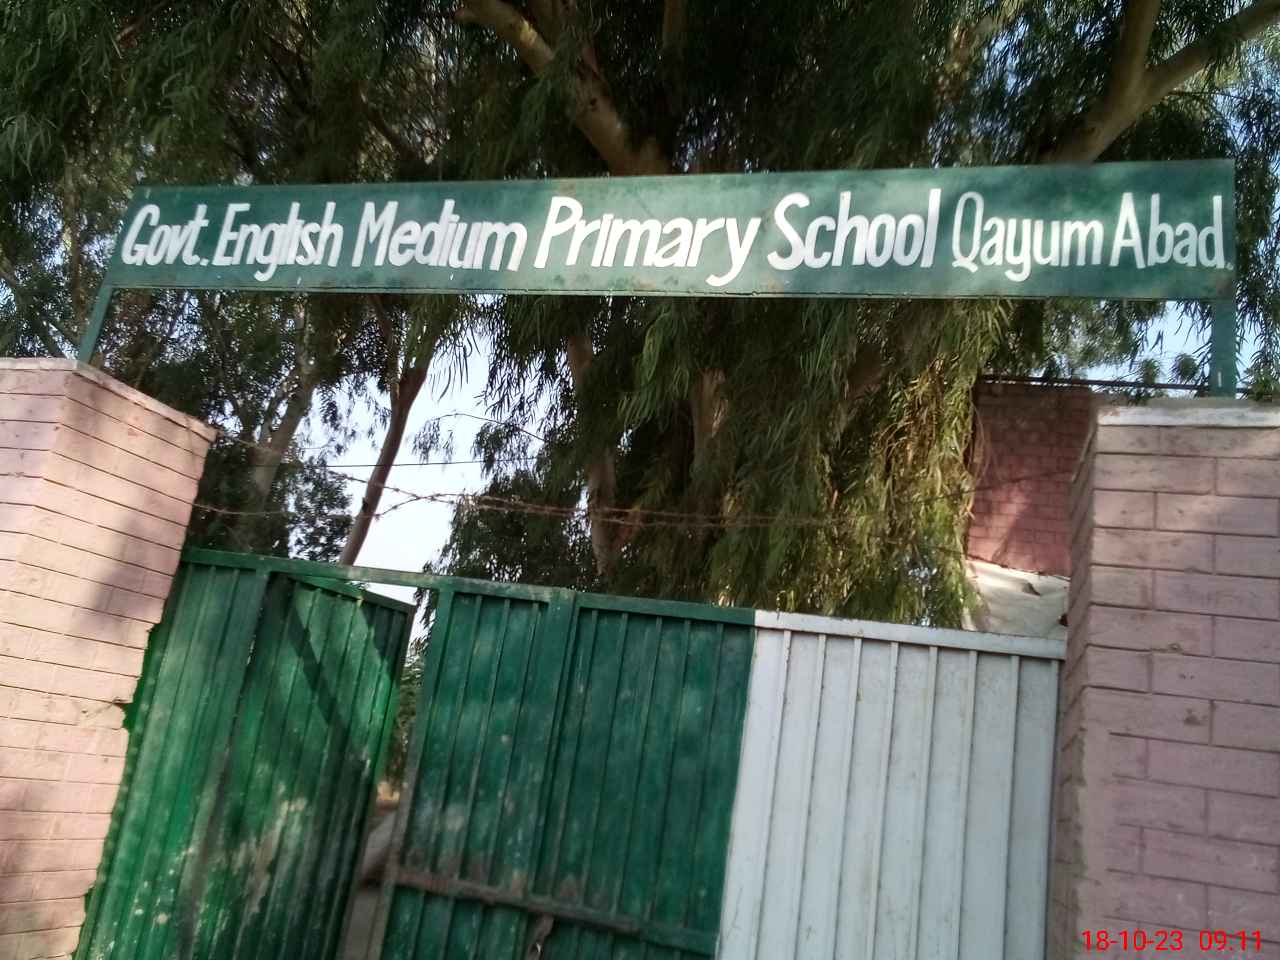 Govt. English Medium Primary School Qayum Abad.
18-10-23 09:11